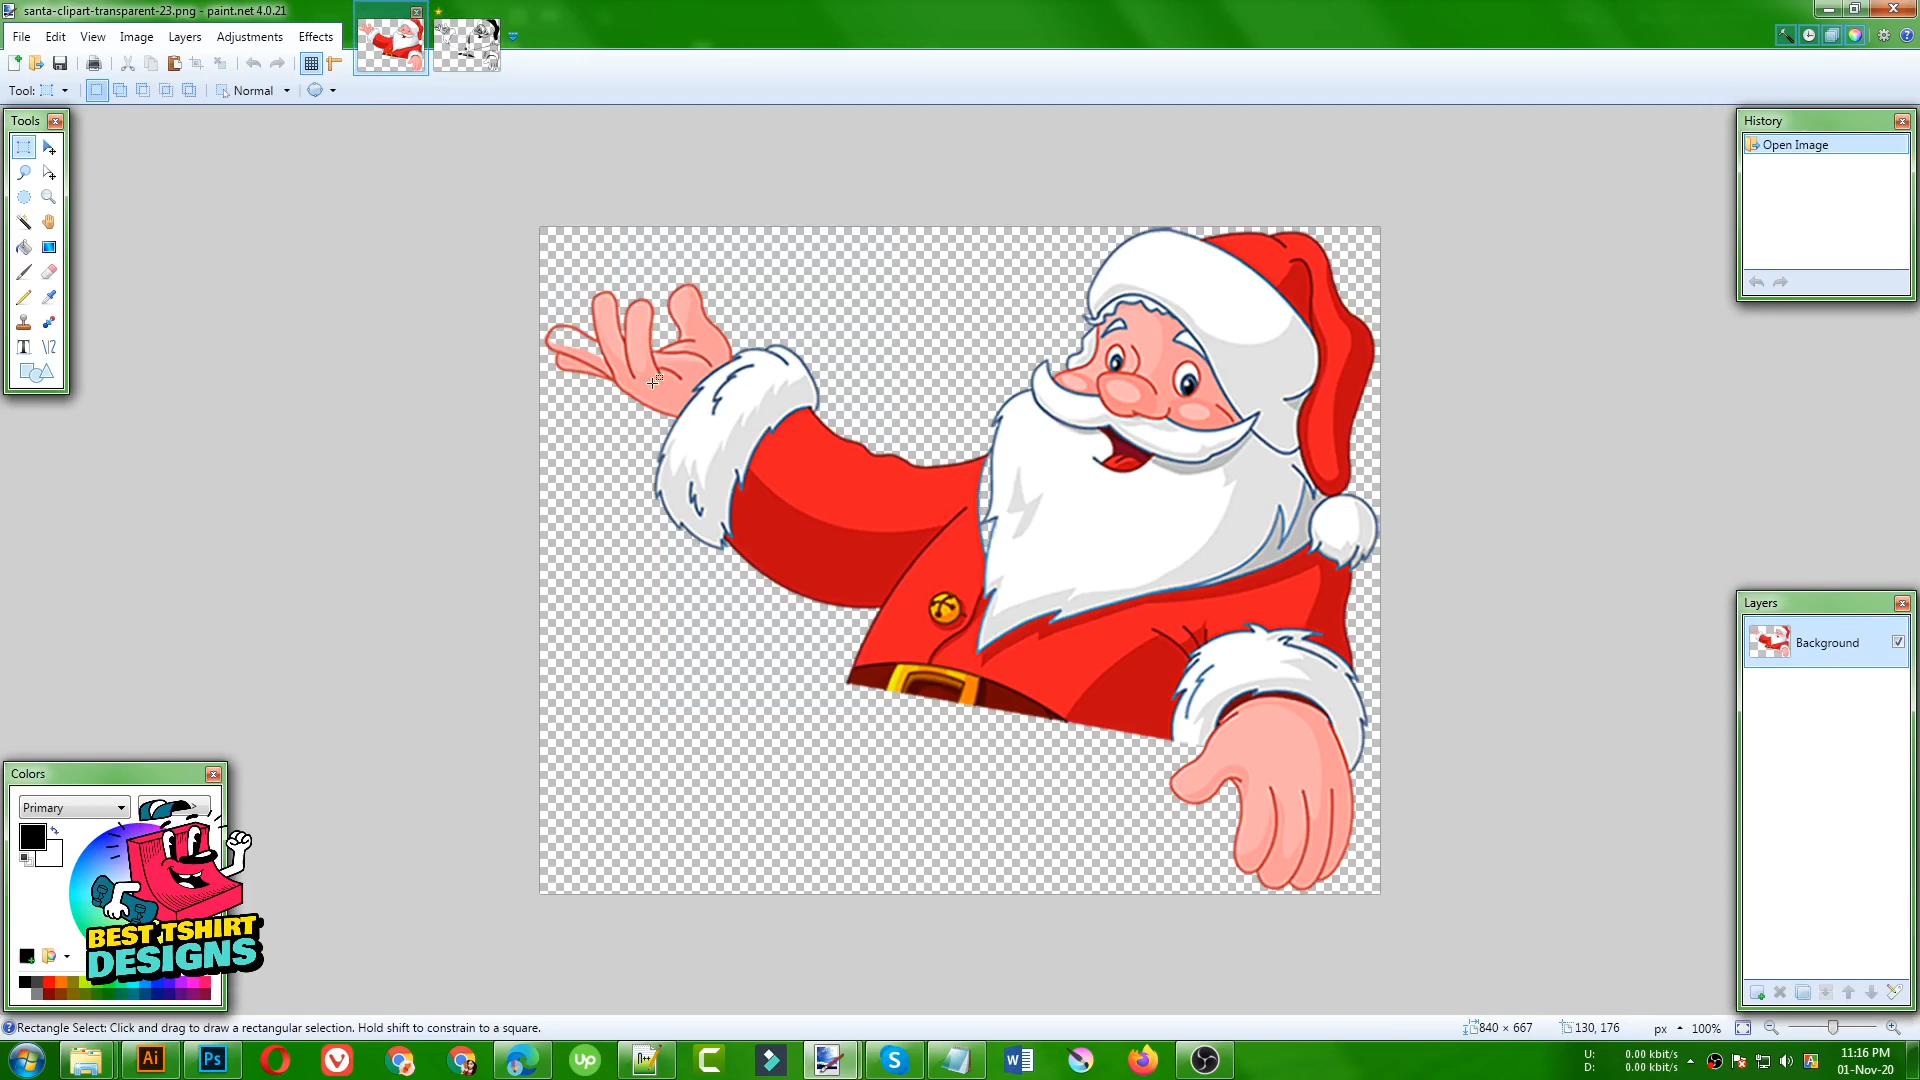 santa-clipart-transparent-23.png - paint.net 4.0.21
File Edit View Image Layers Adjustments Effects
Tool: Normal
Tools
History
Open Image
Layers
Background
Colors
Primary
BEST TSHIRT
DESIGNS
Rectangle Select: Click and drag to draw a rectangular selection. Hold shift to constrain to a square.
840 × 667 130, 176 px 100%
Ai Ps Up
U: 0.00 kbit/s
D: 0.00 kbit/s
11:16 PM
01-Nov-20